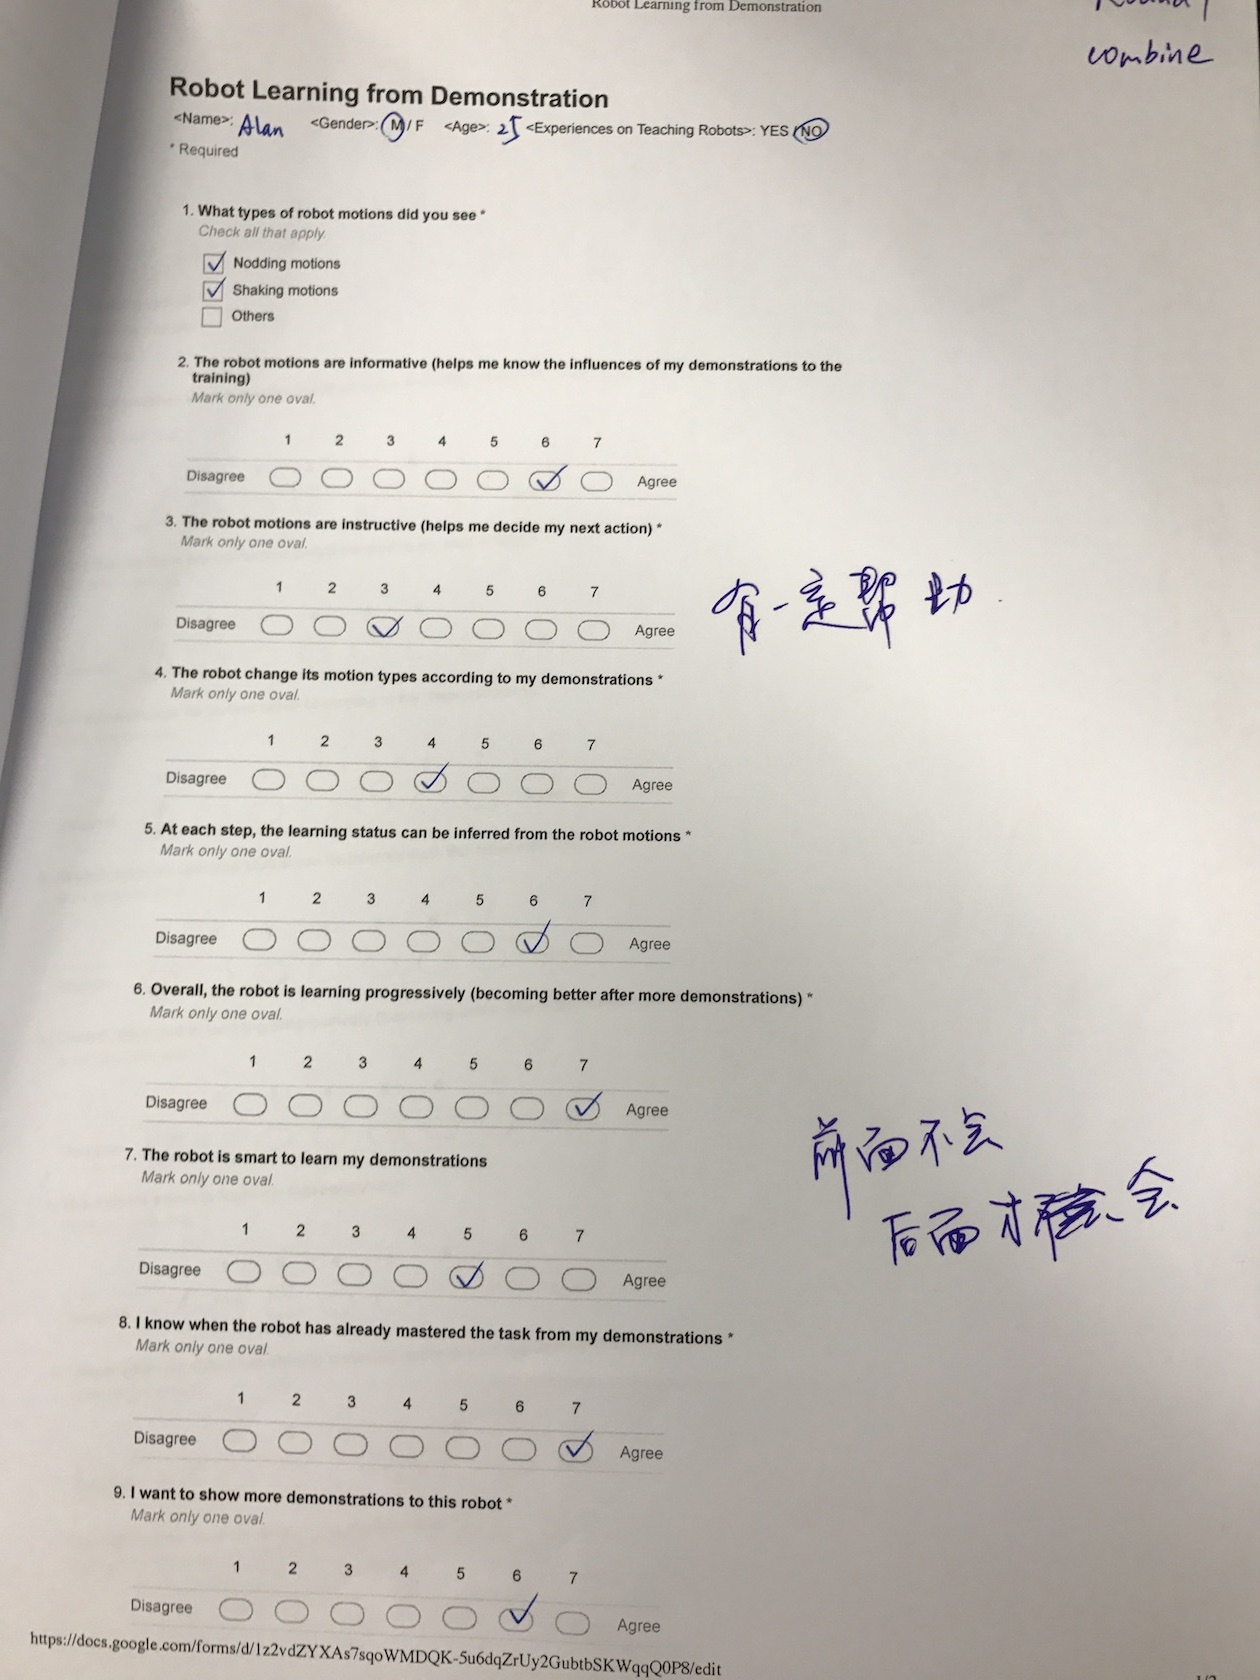 Robot Learning from Demonstration
Round 1
combine
Robot Learning from Demonstration
<Name>: Alan <Gender>: M / F <Age>: 25 <Experiences on Teaching Robots>: YES / NO
* Required
1. What types of robot motions did you see *
Check all that apply.
Nodding motions
Shaking motions
Others
2. The robot motions are informative (helps me know the influences of my demonstrations to the
training)
Mark only one oval.
1 2 3 4 5 6 7
Disagree Agree
3. The robot motions are instructive (helps me decide my next action) *
Mark only one oval.
1 2 3 4 5 6 7
Disagree Agree
有一定帮助.
4. The robot change its motion types according to my demonstrations *
Mark only one oval.
1 2 3 4 5 6 7
Disagree Agree
5. At each step, the learning status can be inferred from the robot motions *
Mark only one oval.
1 2 3 4 5 6 7
Disagree Agree
6. Overall, the robot is learning progressively (becoming better after more demonstrations) *
Mark only one oval.
1 2 3 4 5 6 7
Disagree Agree
前面不会
后面才会
7. The robot is smart to learn my demonstrations
Mark only one oval.
1 2 3 4 5 6 7
Disagree Agree
8. I know when the robot has already mastered the task from my demonstrations *
Mark only one oval.
1 2 3 4 5 6 7
Disagree Agree
9. I want to show more demonstrations to this robot *
Mark only one oval.
1 2 3 4 5 6 7
Disagree Agree
https://docs.google.com/forms/d/1z2vdZYXAs7sqoWMDQK-5u6dqZrUy2GubtbSKWqqQ0P8/edit